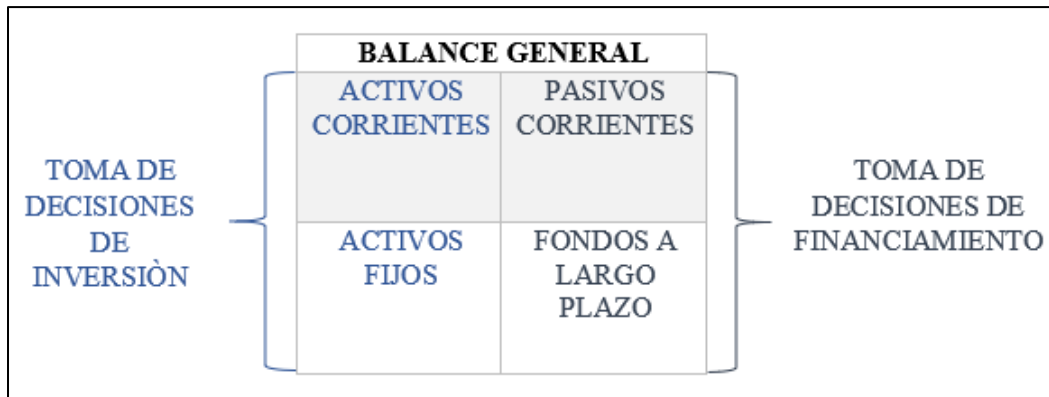 BALANCE GENERAL
ACTIVOS
CORRIENTES
PASIVOS
CORRIENTES
TOMA DE
DECISIONES
DE
INVERSIÒN
ACTIVOS
FIJOS
FONDOS A
LARGO
PLAZO
TOMA DE
DECISIONES DE
FINANCIAMIENTO